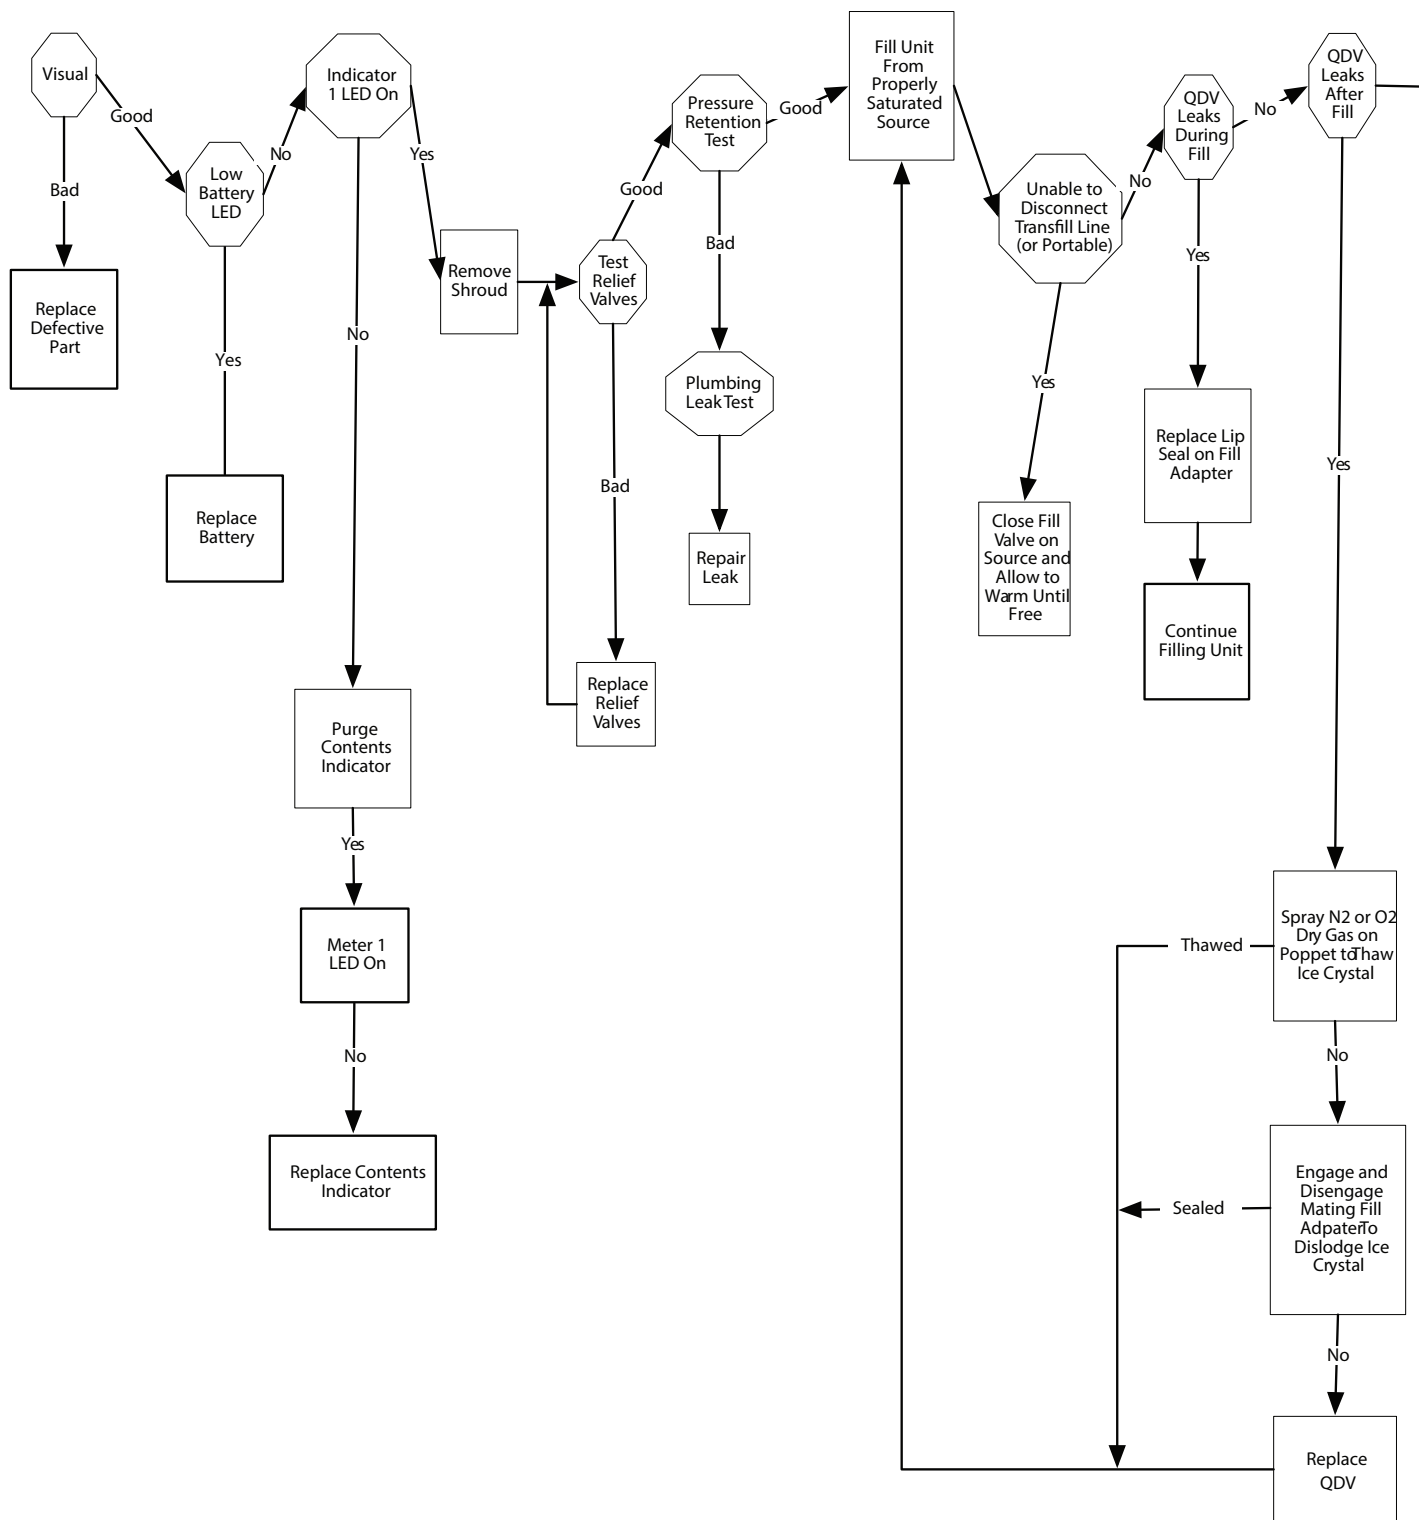 Visual
Good
Bad
Replace
Defective
Part
Low
Battery
LED
No
Yes
Replace
Battery
Indicator
1 LED On
Yes
No
Purge
Contents
Indicator
Yes
Meter 1
LED On
No
Replace Contents
Indicator
Remove
Shroud
Test
Relief
Valves
Good
Bad
Replace
Relief
Valves
Pressure
Retention
Test
Good
Bad
Plumbing
Leak Test
Repair
Leak
Fill Unit
From
Properly
Saturated
Source
Unable to
Disconnect
Transfill Line
(or Portable)
No
Yes
Close Fill
Valve on
Source and
Allow to
Warm Until
Free
QDV
Leaks
During
Fill
No
Yes
Replace Lip
Seal on Fill
Adapter
Continue
Filling Unit
QDV
Leaks
After
Fill
Yes
Spray N2 or O2
Dry Gas on
Poppet to Thaw
Ice Crystal
Thawed
No
Engage and
Disengage
Mating Fill
Adpater To
Dislodge Ice
Crystal
Sealed
No
Replace
QDV